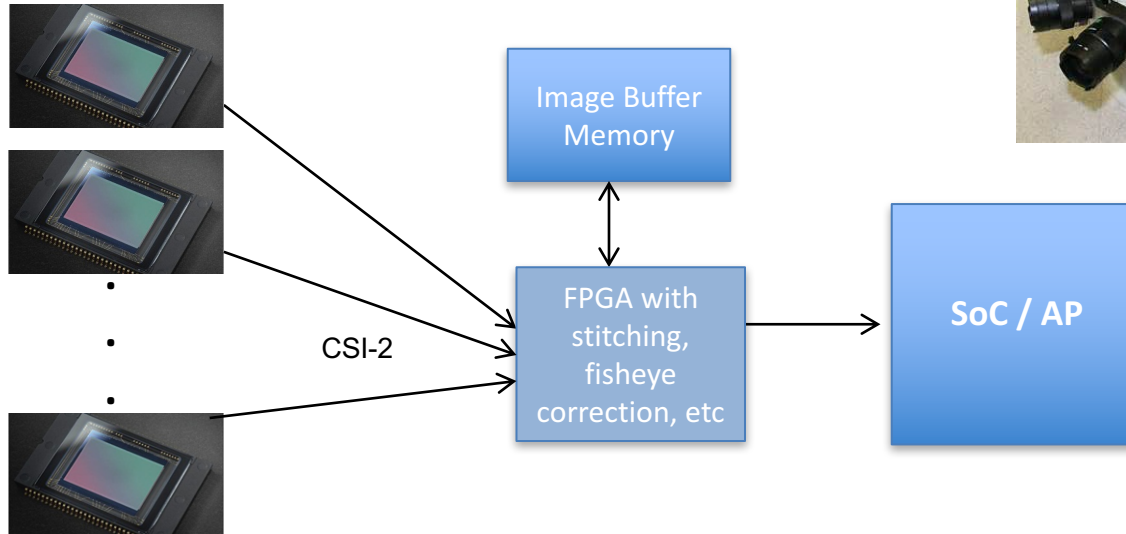 Image Buffer
Memory
CSI-2
FPGA with
stitching,
fisheye
correction, etc
SoC / AP